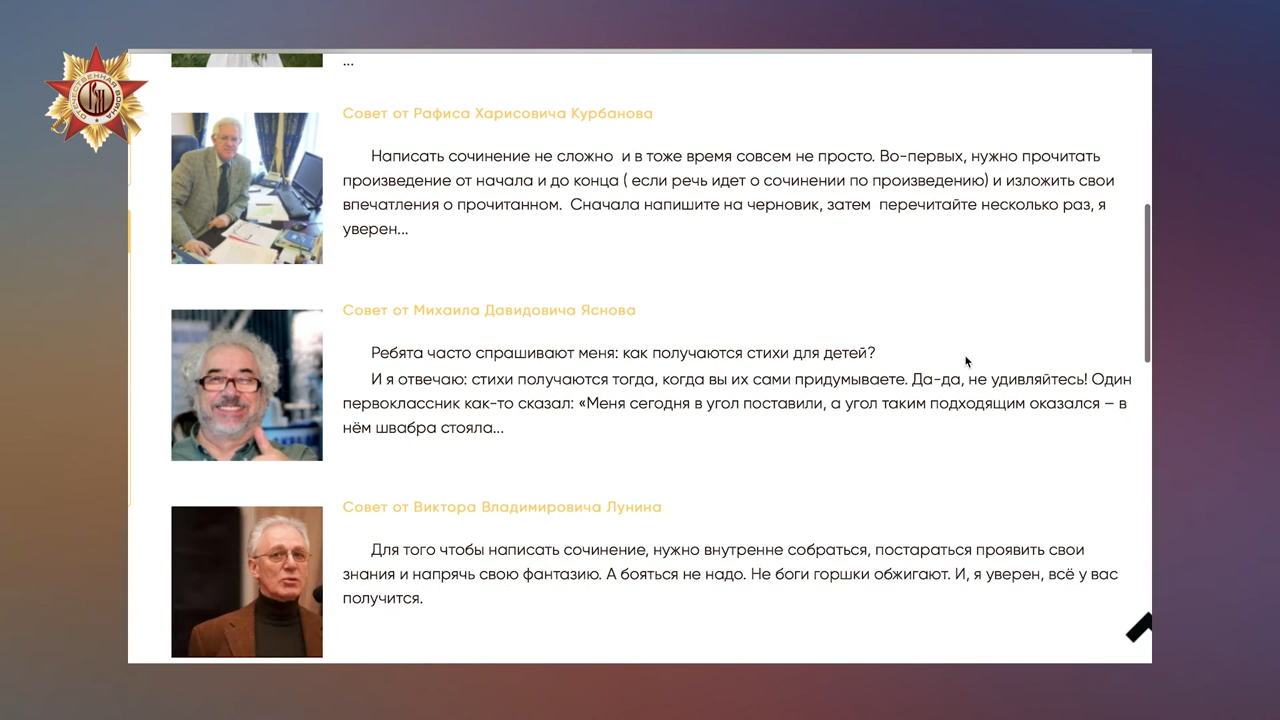 ...
ОТЕЧЕСТВЕННАЯ ВОЙНА
Совет от Рафиса Харисовича Курбанова
Написать сочинение не сложно  и в тоже время совсем не просто. Во-первых, нужно прочитать
произведение от начала и до конца ( если речь идет о сочинении по произведению) и изложить свои
впечатления о прочитанном.  Сначала напишите на черновик, затем  перечитайте несколько раз, я
уверен...
Совет от Михаила Давидовича Яснова
Ребята часто спрашивают меня: как получаются стихи для детей?
И я отвечаю: стихи получаются тогда, когда вы их сами придумываете. Да-да, не удивляйтесь! Один
первоклассник как-то сказал: «Меня сегодня в угол поставили, а угол таким подходящим оказался – в
нём швабра стояла...
Совет от Виктора Владимировича Лунина
Для того чтобы написать сочинение, нужно внутренне собраться, постараться проявить свои
знания и напрячь свою фантазию. А бояться не надо. Не боги горшки обжигают. И, я уверен, всё у вас
получится.